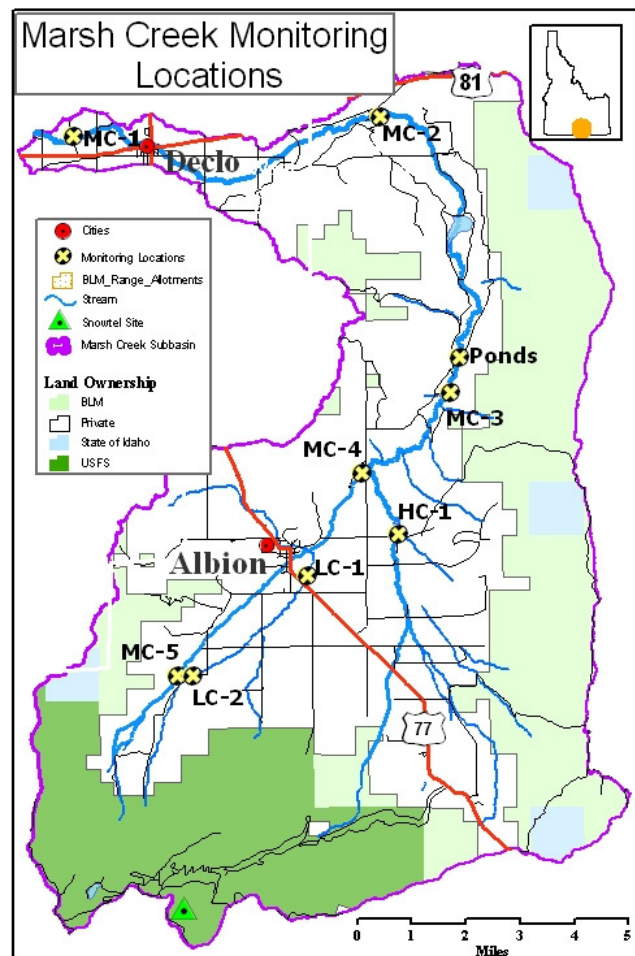 Marsh Creek Monitoring
Locations
81
MC-1
MC-2
Declo
Cities
Monitoring Locations
BLM_Range_Allotments
Stream
Snowtel Site
Marsh Creek Subbasin
Land Ownership
BLM
Private
State of Idaho
USFS
Ponds
MC-3
MC-4
HC-1
Albion
LC-1
MC-5
LC-2
77
0 1 2 3 4 5
Miles